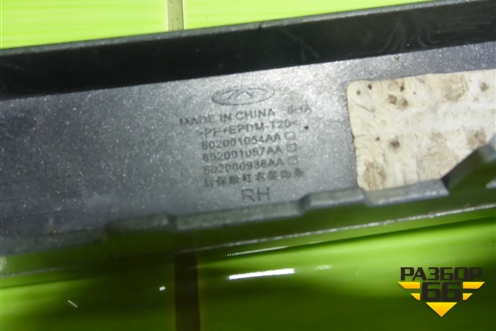 MADE IN CHINA
>PP+EPDM-T20<
602001054AA
602001057AA
602000936AA
RH
РАЗБОР
66